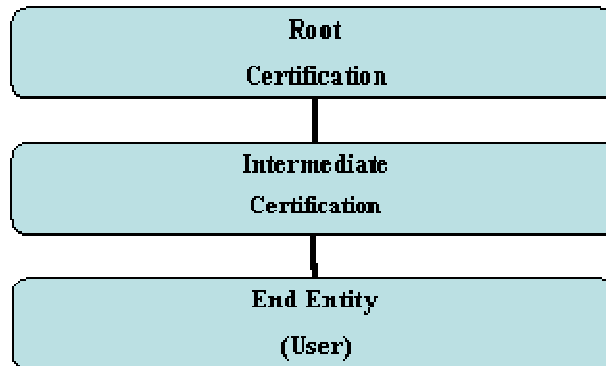 Root
Certification
Intermediate
Certification
End Entity
(User)